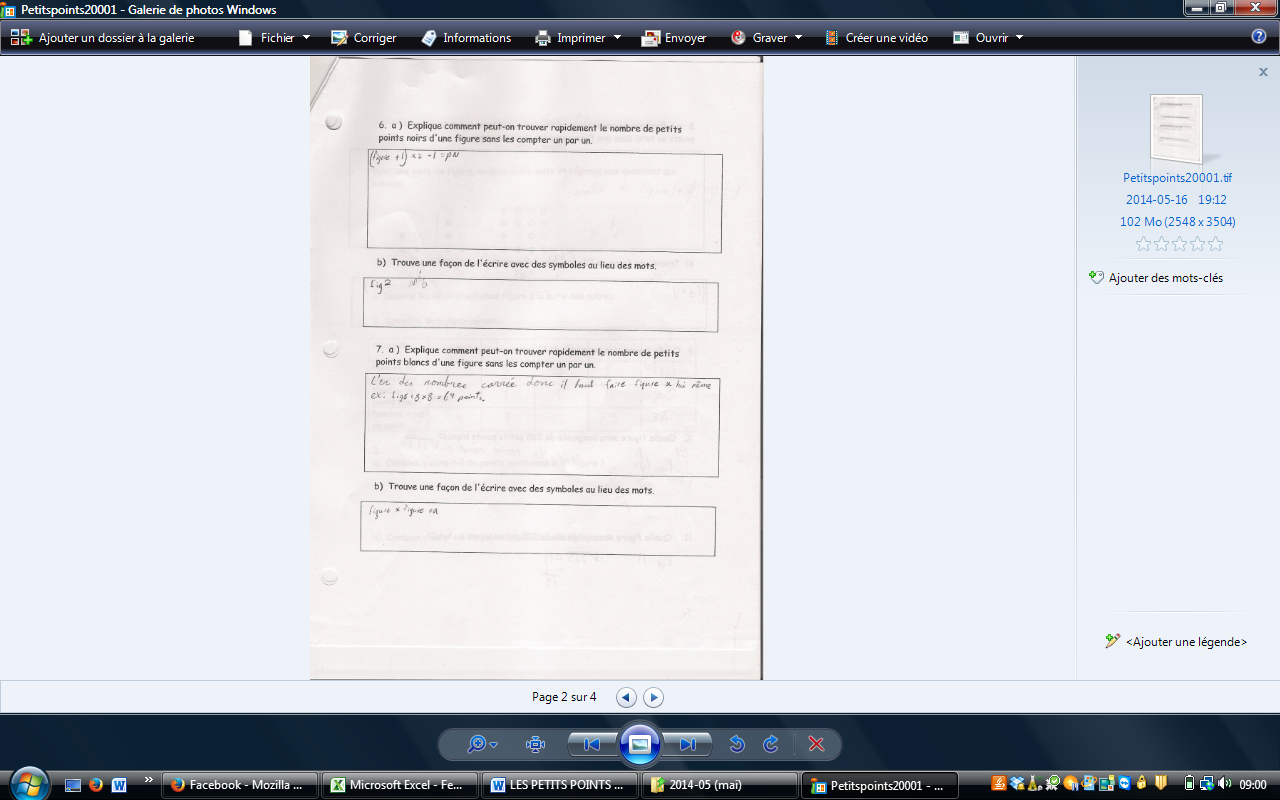 Petitspoints20001 - Galerie de photos Windows
Ajouter un dossier à la galerie Fichier Corriger Informations Imprimer Envoyer Graver Créer une vidéo Ouvrir
6. a ) Explique comment peut-on trouver rapidement le nombre de petits
points noirs d'une figure sans les compter un par un.
(figure +1) x 2 -1 = pN
b) Trouve une façon de l'écrire avec des symboles au lieu des mots.
fig2
7. a ) Explique comment peut-on trouver rapidement le nombre de petits
points blancs d'une figure sans les compter un par un.
des nombres carrée donc il faut faire figure x lui même
ex: fig8 : 8 x 8 = 64 points.
b) Trouve une façon de l'écrire avec des symboles au lieu des mots.
figure x figure
Petitspoints20001.tif
2014-05-16 19:12
102 Mo (2548 x 3504)
Ajouter des mots-clés
<Ajouter une légende>
Page 2 sur 4
» Facebook - Mozilla ... Microsoft Excel - Fe... LES PETITS POINTS ... 2014-05 (mai) Petitspoints20001 - ... 09:00